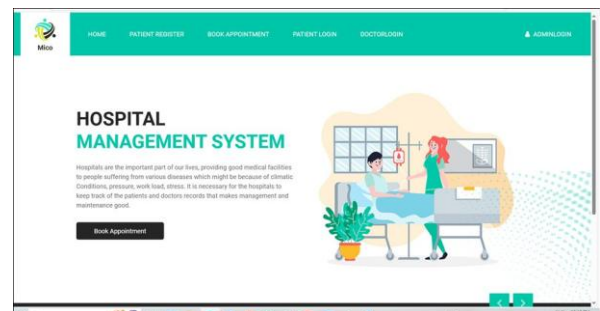 Mico
HOME
PATIENT REGISTER
BOOK APPOINTMENT
PATIENT LOGIN
DOCTORLOGIN
ADMINLOGIN
HOSPITAL
MANAGEMENT SYSTEM
Hospitals are the important part of our lives, providing good medical facilities
to people suffering from various diseases which might be because of climatic
Conditions, pressure, work load, stress. It is necessary for the hospitals to
keep track of the patients and doctors records that makes management and
maintenance good.
Book Appointment